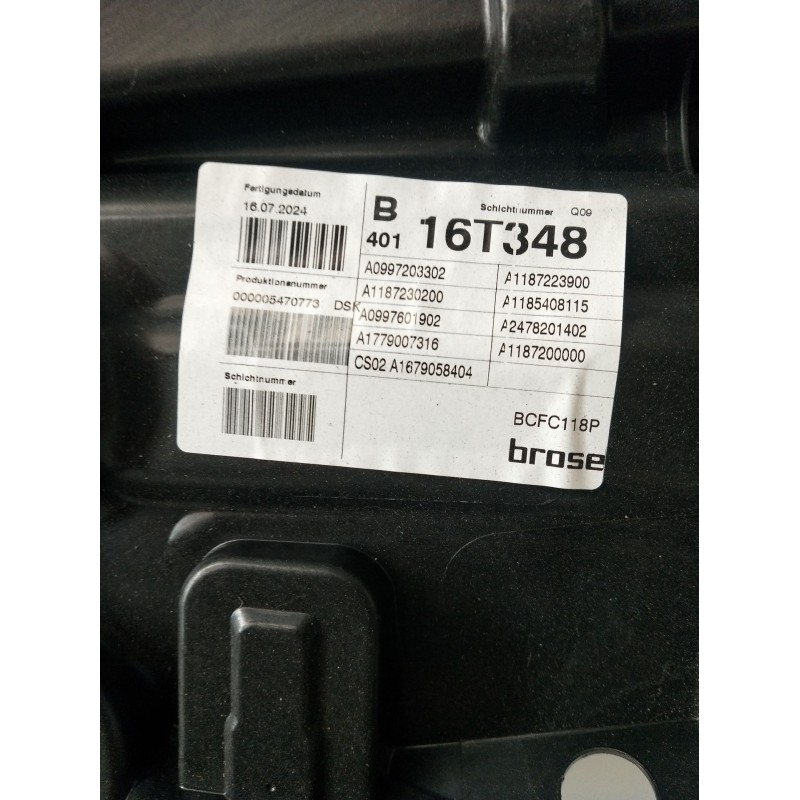 Fertigungsdatum
16.07.2024
Produktionsnummer
000005470773 DSK
Schichtnummer
B Schichtnummer Q09
401 16T348
A0997203302 A1187223900
A1187230200 A1185408115
A0997601902 A2478201402
A1779007316 A1187200000
CS02 A1679058404
BCFC118P
brose